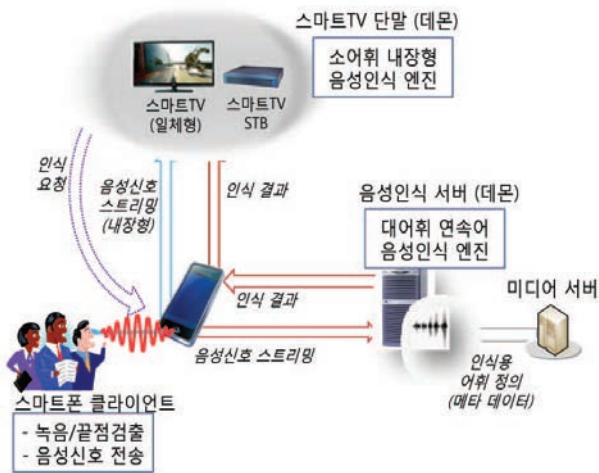 스마트TV 단말 (데몬)
소어휘 내장형
음성인식 엔진
스마트TV
(일체형)
스마트TV
STB
인식
요청
음성신호
스트리밍
(내장형)
인식 결과
음성인식 서버 (데몬)
대어휘 연속어
음성인식 엔진
인식 결과
미디어 서버
음성신호 스트리밍
인식용
어휘 정의
(메타 데이터)
스마트폰 클라이언트
- 녹음/끝점검출
- 음성신호 전송